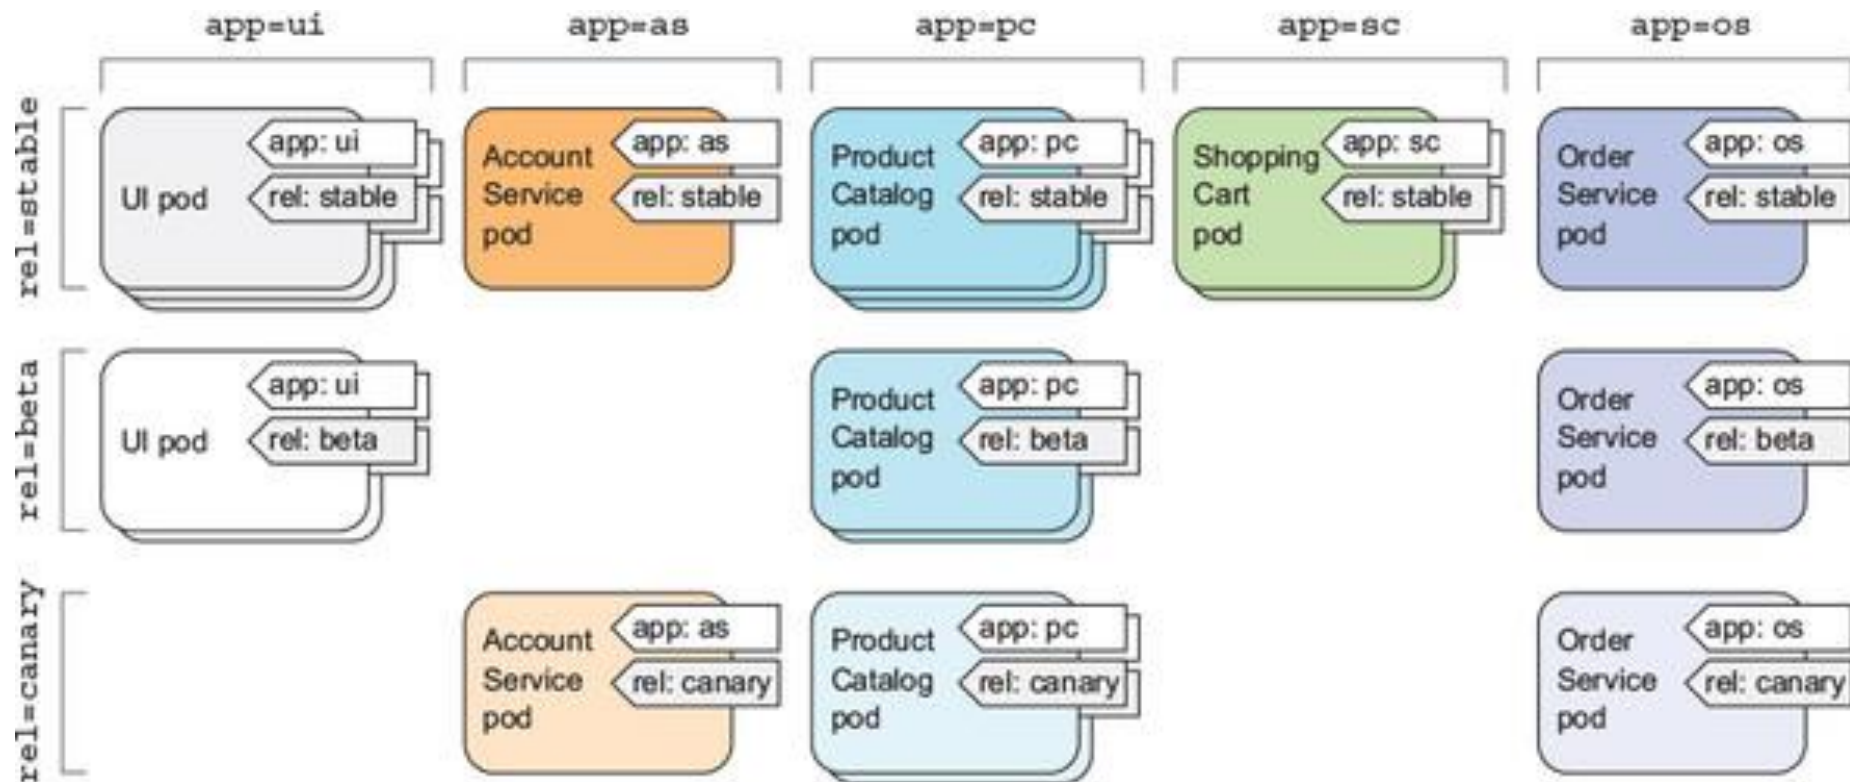 app=ui
app=as
app=pc
app=sc
app=os
rel=stable
UI pod
app: ui
rel: stable
Account
Service
pod
app: as
rel: stable
Product
Catalog
pod
app: pc
rel: stable
Shopping
Cart
pod
app: sc
rel: stable
Order
Service
pod
app: os
rel: stable
rel=beta
UI pod
app: ui
rel: beta
Product
Catalog
pod
app: pc
rel: beta
Order
Service
pod
app: os
rel: beta
rel=canary
Account
Service
pod
app: as
rel: canary
Product
Catalog
pod
app: pc
rel: canary
Order
Service
pod
app: os
rel: canary